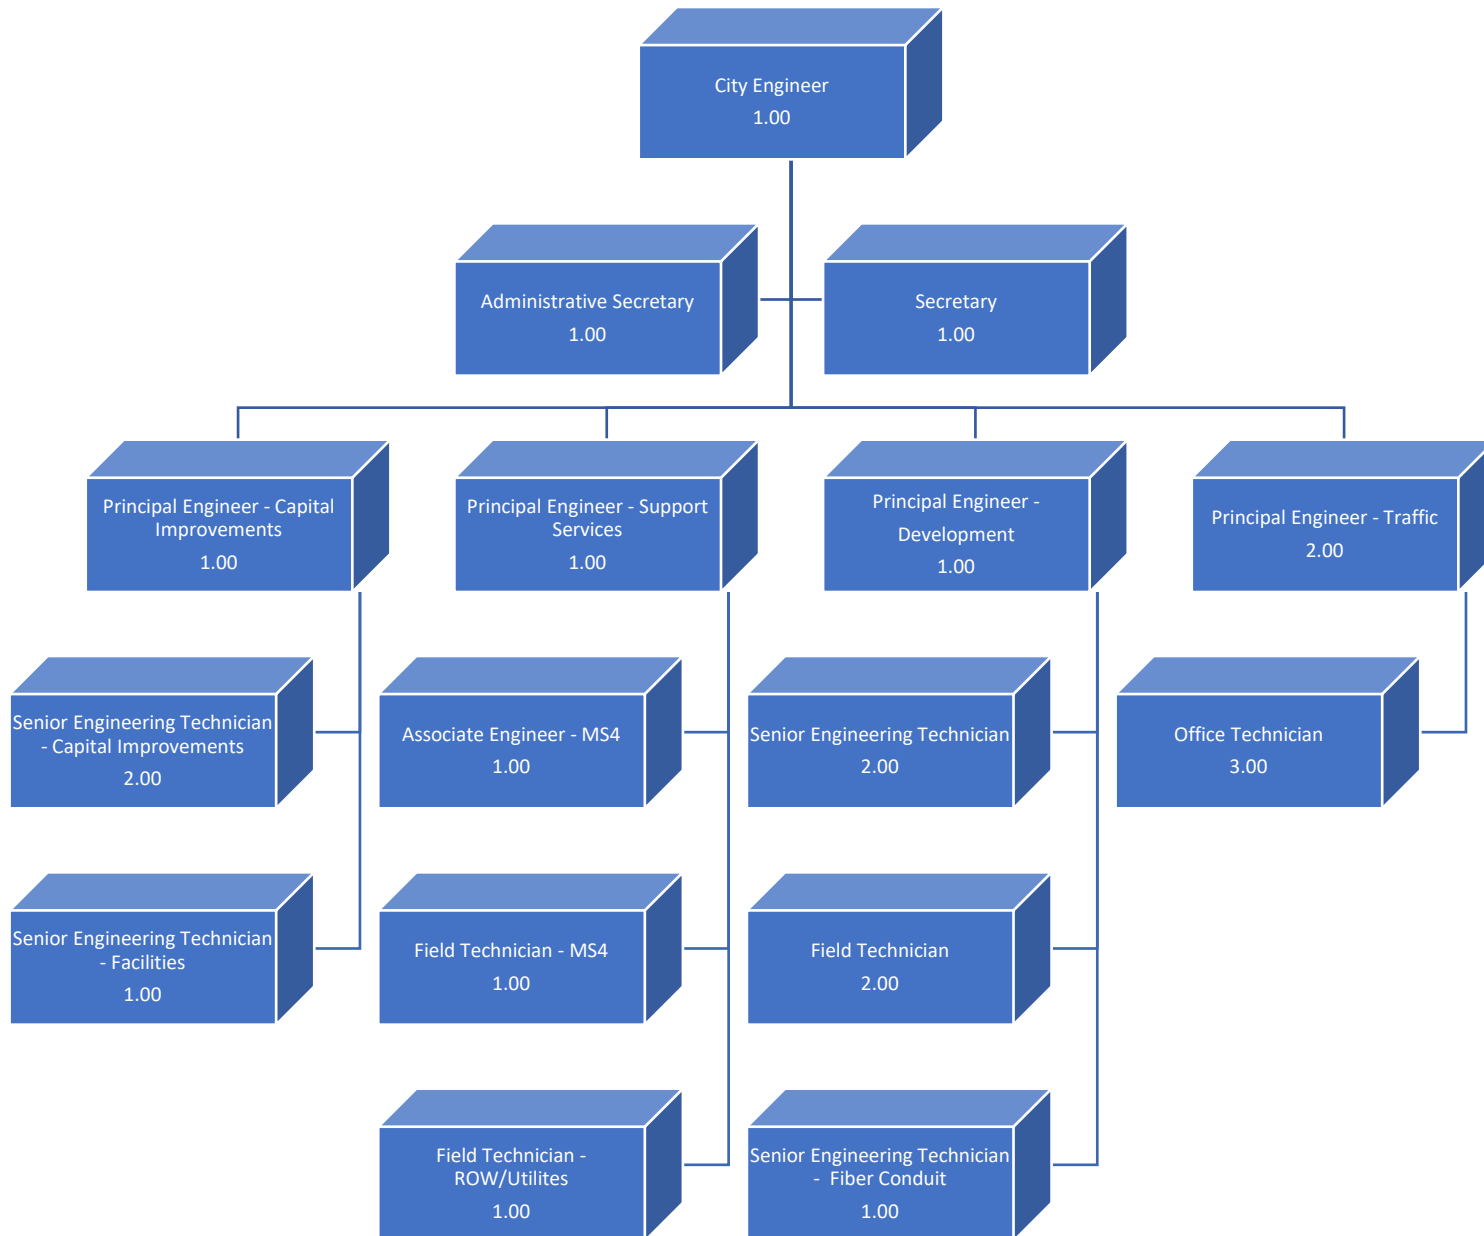 City Engineer
1.00
Administrative Secretary
1.00
Secretary
1.00
Principal Engineer - Capital
Improvements
1.00
Principal Engineer - Support
Services
1.00
Principal Engineer -
Development
1.00
Principal Engineer - Traffic
2.00
Senior Engineering Technician
- Capital Improvements
2.00
Associate Engineer - MS4
1.00
Senior Engineering Technician
2.00
Office Technician
3.00
Senior Engineering Technician
- Facilities
1.00
Field Technician - MS4
1.00
Field Technician
2.00
Field Technician -
ROW/Utilites
1.00
Senior Engineering Technician
- Fiber Conduit
1.00